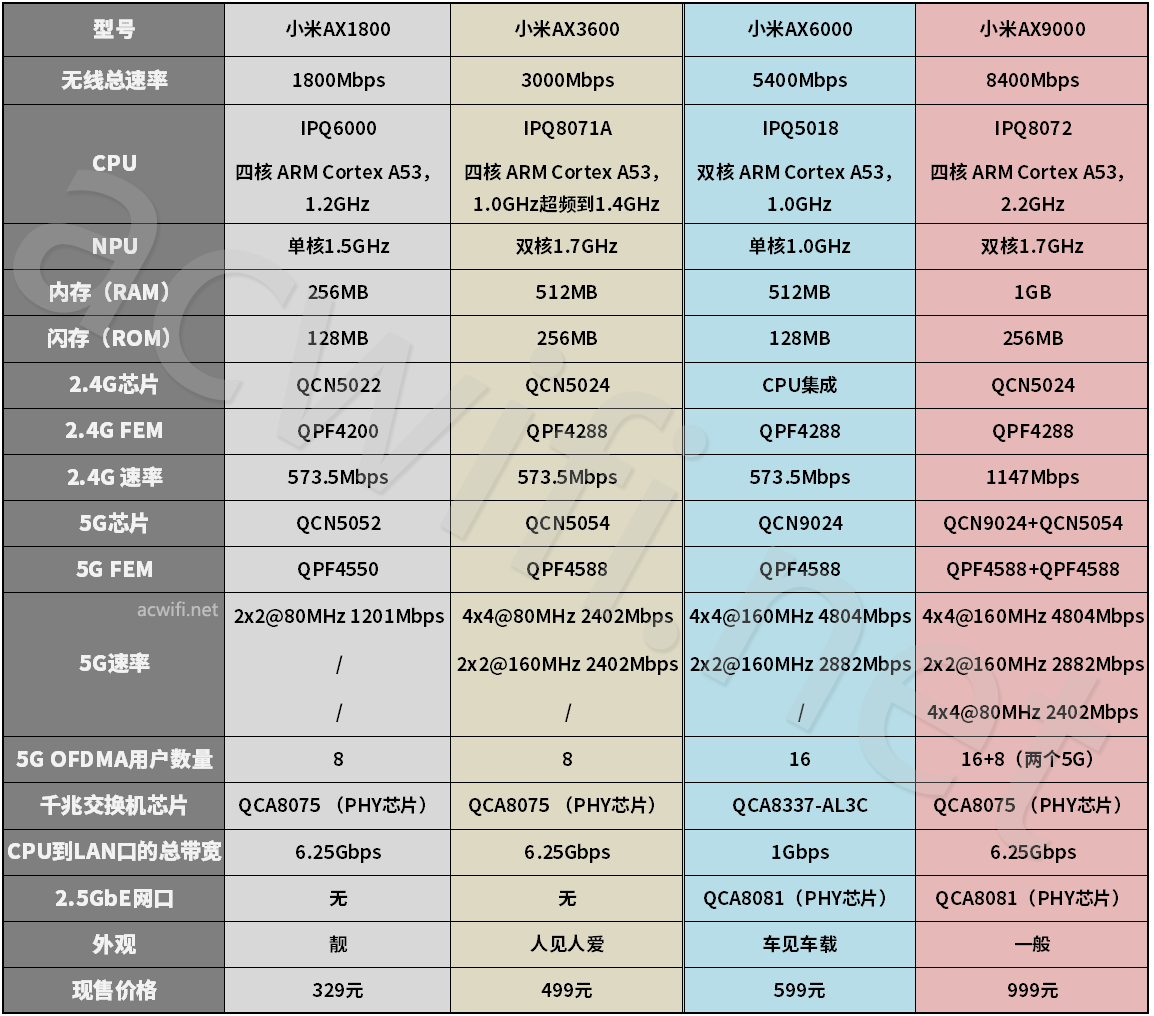 型号 小米AX1800 小米AX3600 小米AX6000 小米AX9000
无线总速率 1800Mbps 3000Mbps 5400Mbps 8400Mbps
CPU IPQ6000 IPQ8071A IPQ5018 IPQ8072
四核 ARM Cortex A53， 四核 ARM Cortex A53， 双核 ARM Cortex A53， 四核 ARM Cortex A53，
1.2GHz 1.0GHz超频到1.4GHz 1.0GHz 2.2GHz
NPU 单核1.5GHz 双核1.7GHz 单核1.0GHz 双核1.7GHz
内存（RAM） 256MB 512MB 512MB 1GB
闪存（ROM） 128MB 256MB 128MB 256MB
2.4G芯片 QCN5022 QCN5024 CPU集成 QCN5024
2.4G FEM QPF4200 QPF4288 QPF4288 QPF4288
2.4G 速率 573.5Mbps 573.5Mbps 573.5Mbps 1147Mbps
5G芯片 QCN5052 QCN5054 QCN9024 QCN9024+QCN5054
5G FEM QPF4550 QPF4588 QPF4588 QPF4588+QPF4588
acwifi.net
2x2@80MHz 1201Mbps 4x4@80MHz 2402Mbps 4x4@160MHz 4804Mbps 4x4@160MHz 4804Mbps
5G速率 / 2x2@160MHz 2402Mbps 2x2@160MHz 2882Mbps 2x2@160MHz 2882Mbps
/ / / 4x4@80MHz 2402Mbps
5G OFDMA用户数量 8 8 16 16+8（两个5G）
千兆交换机芯片 QCA8075 （PHY芯片） QCA8075 （PHY芯片） QCA8337-AL3C QCA8075 （PHY芯片）
CPU到LAN口的总带宽 6.25Gbps 6.25Gbps 1Gbps 6.25Gbps
2.5GbE网口 无 无 QCA8081（PHY芯片） QCA8081（PHY芯片）
外观 靓 人见人爱 车见车载 一般
现售价格 329元 499元 599元 999元
acwifi.net